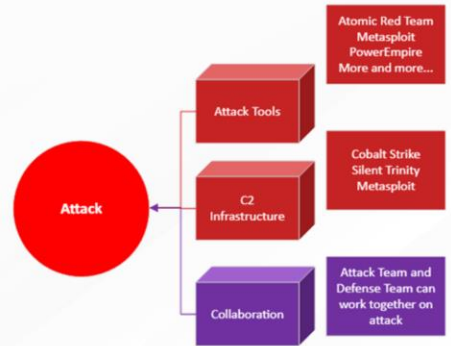 Attack
Attack Tools
Atomic Red Team
Metasploit
PowerEmpire
More and more...
C2
Infrastructure
Cobalt Strike
Silent Trinity
Metasploit
Collaboration
Attack Team and
Defense Team can
work together on
attack